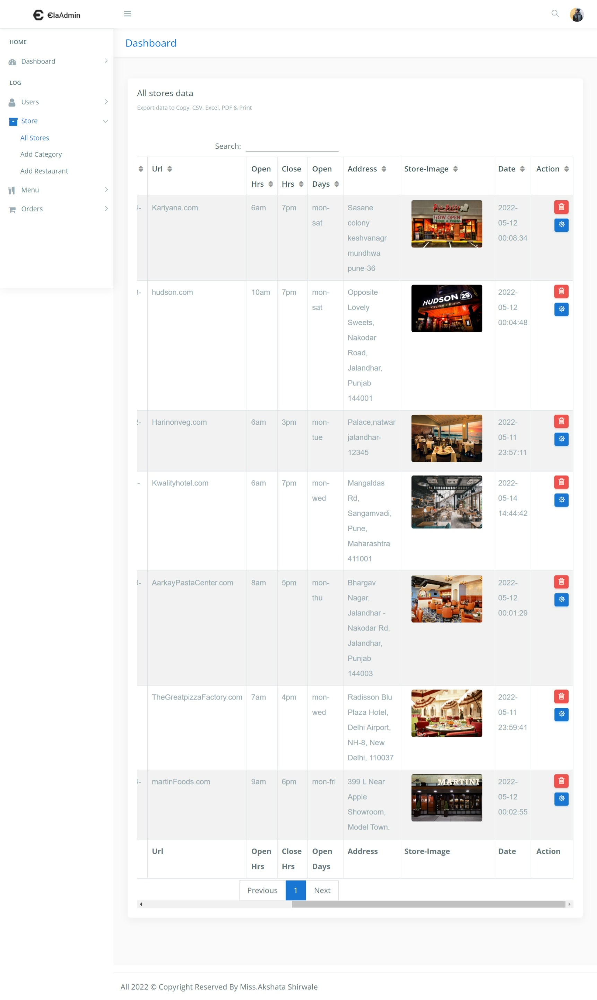 ElaAdmin
HOME
Dashboard
LOG
Users
Store
All Stores
Add Category
Add Restaurant
Menu
Orders
Dashboard
All stores data
Export data to Copy, CSV, Excel, PDF & Print
Search:
Url Open Close Open Address Store-Image Date Action
Hrs Hrs Days
Kariyana.com 6am 7pm mon- Sasane 2022-
sat colony 05-12
keshvanagr 00:08:34
mundhwa
pune-36
NOW OPEN
hudson.com 10am 7pm mon- Opposite 2022-
sat Lovely 05-12
Sweets, 00:04:48
Nakodar
Road,
Jalandhar,
Punjab
144001
HUDSON 29
KITCHEN + DRINK
Harinonveg.com 6am 3pm mon- Palace,natwar 2022-
tue jalandhar- 05-11
12345 23:57:11
- Kwalityhotel.com 6am 7pm mon- Mangaldas 2022-
wed Rd, 05-14
Sangamvadi, 14:44:42
Pune,
Maharashtra
411001
AarkayPastaCenter.com 8am 5pm mon- Bhargav 2022-
thu Nagar, 05-12
Jalandhar - 00:01:29
Nakodar Rd,
Jalandhar,
Punjab
144003
TheGreatpizzaFactory.com 7am 4pm mon- Radisson Blu 2022-
wed Plaza Hotel, 05-11
Delhi Airport, 23:59:41
NH-8, New
Delhi, 110037
martinFoods.com 9am 6pm mon-fri 399 L Near 2022-
Apple 05-12
Showroom, 00:02:55
Model Town.
MARTINI
Url Open Close Open Address Store-Image Date Action
Hrs Hrs Days
Previous 1 Next
All 2022 © Copyright Reserved By Miss.Akshata Shirwale